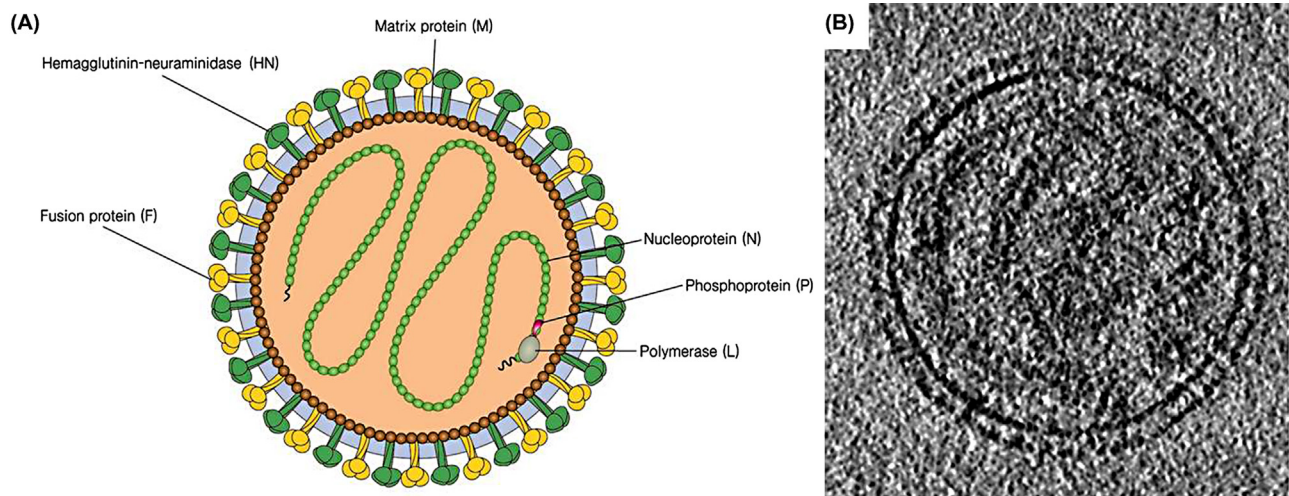 (A)
Matrix protein (M)
Hemagglutinin-neuraminidase (HN)
Fusion protein (F)
Nucleoprotein (N)
Phosphoprotein (P)
Polymerase (L)
(B)